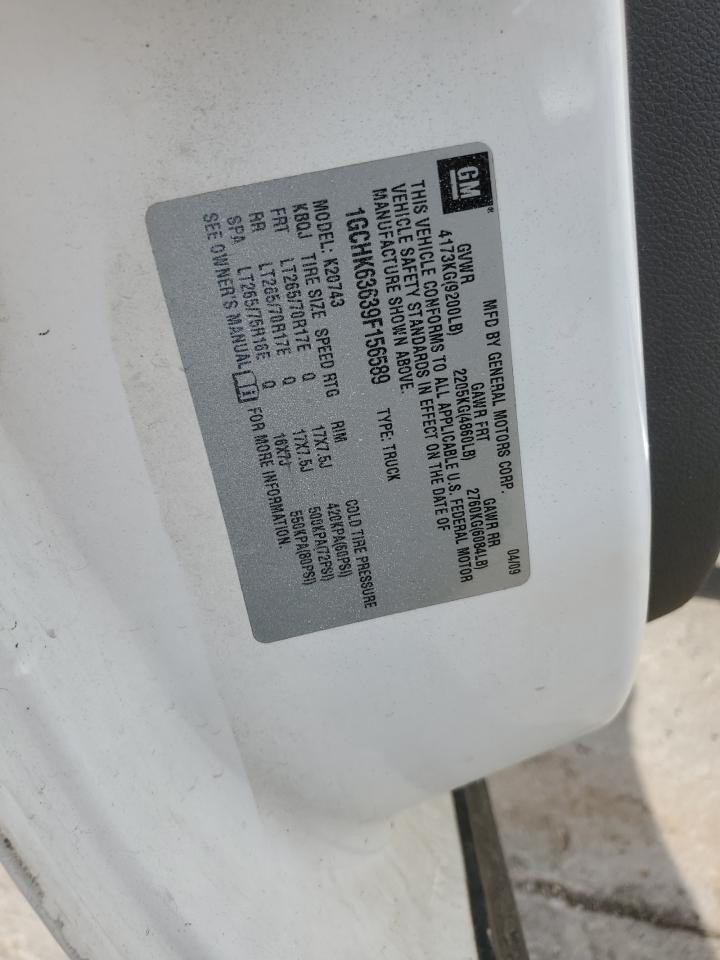 GM®
MFD BY GENERAL MOTORS CORP. 04/09
GVWR GAWR FRT GAWR RR
4173KG(9200LB) 2205KG(4860LB) 2760KG(6084LB)
THIS VEHICLE CONFORMS TO ALL APPLICABLE U.S. FEDERAL MOTOR
VEHICLE SAFETY STANDARDS IN EFFECT ON THE DATE OF
MANUFACTURE SHOWN ABOVE.
1GCHK63639F156589 TYPE: TRUCK
MODEL: K20743
KBQJ TIRE SIZE SPEED RTG RIM COLD TIRE PRESSURE
FRT LT265/70R17E Q 17X7.5J 420KPA(60PSI)
RR LT265/70R17E Q 17X7.5J 500KPA(72PSI)
SPA LT265/75R16E Q 16X7J 550KPA(80PSI)
SEE OWNER'S MANUAL FOR MORE INFORMATION.